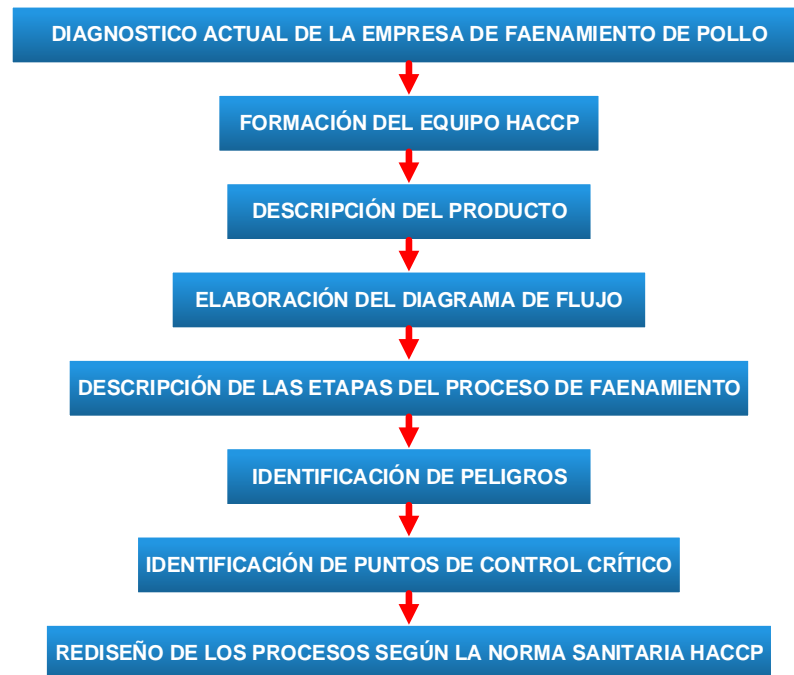 DIAGNOSTICO ACTUAL DE LA EMPRESA DE FAENAMIENTO DE POLLO
FORMACIÓN DEL EQUIPO HACCP
DESCRIPCIÓN DEL PRODUCTO
ELABORACIÓN DEL DIAGRAMA DE FLUJO
DESCRIPCIÓN DE LAS ETAPAS DEL PROCESO DE FAENAMIENTO
IDENTIFICACIÓN DE PELIGROS
IDENTIFICACIÓN DE PUNTOS DE CONTROL CRÍTICO
REDISEÑO DE LOS PROCESOS SEGÚN LA NORMA SANITARIA HACCP